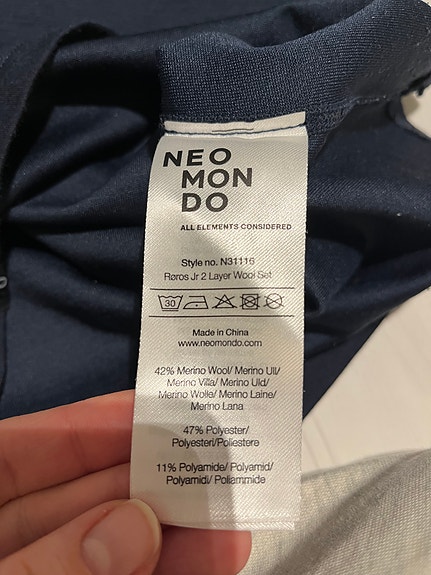 NEO
MON
DO
ALL ELEMENTS CONSIDERED
Style no. N31116
Røros Jr 2 Layer Wool Set
30
Made in China
www.neomondo.com
42% Merino Wool/ Merino Ull/
Merino Villa/ Merino Uld/
Merino Wolle/ Merino Laine/
Merino Lana
47% Polyester/
Polyesteri/Poliestere
11% Polyamide/ Polyamid/
Polyamidi/ Poliammide